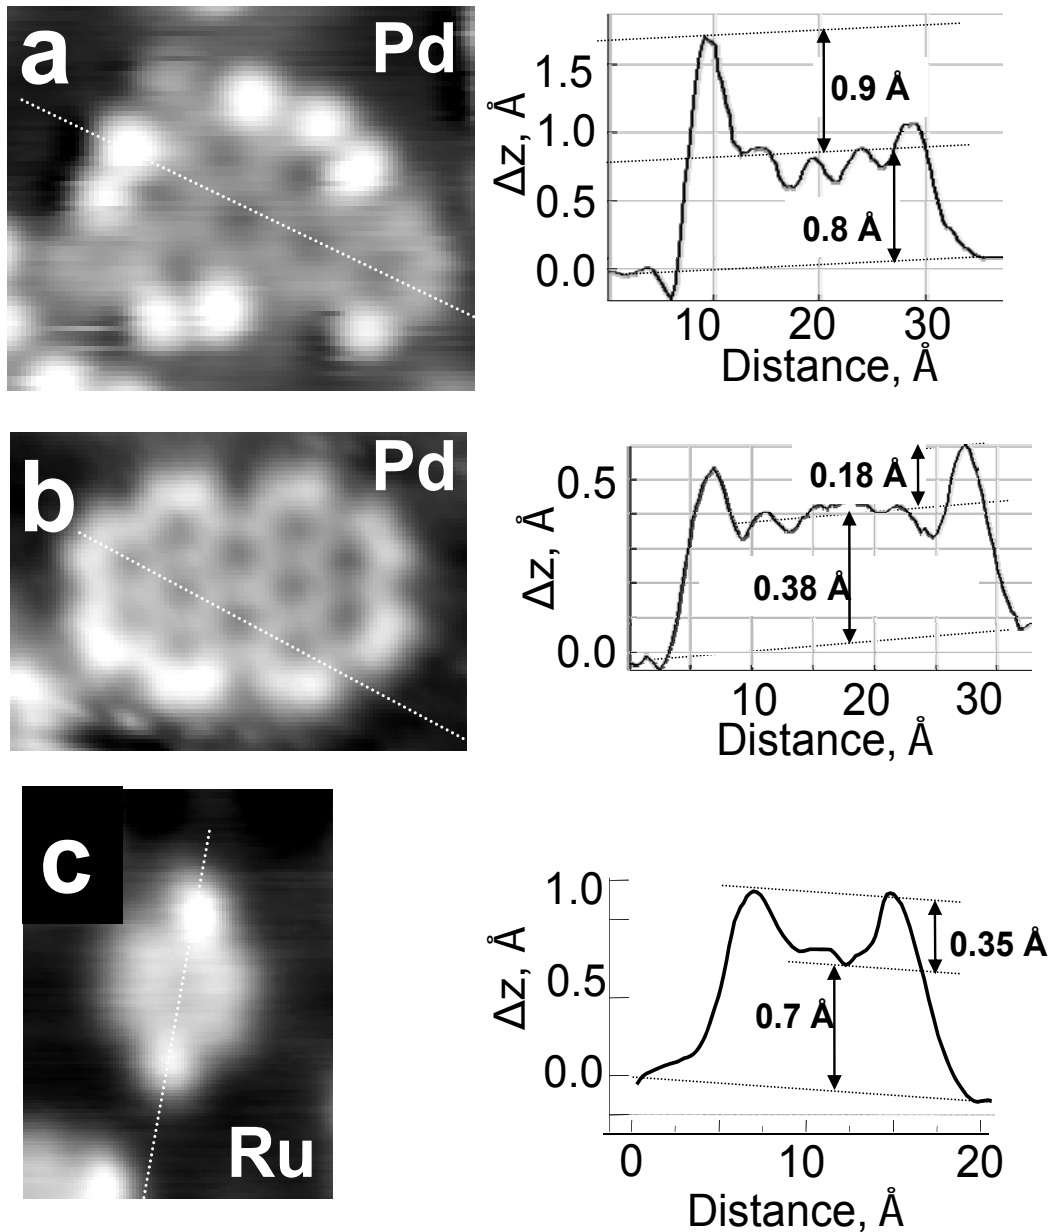 a
Pd
Δz, Å
1.5
1.0
0.5
0.0
0.9 Å
0.8 Å
10 20 30
Distance, Å
b
Pd
Δz, Å
0.5
0.0
0.18 Å
0.38 Å
10 20 30
Distance, Å
c
Ru
Δz, Å
1.0
0.5
0.0
0.35 Å
0.7 Å
0 10 20
Distance, Å